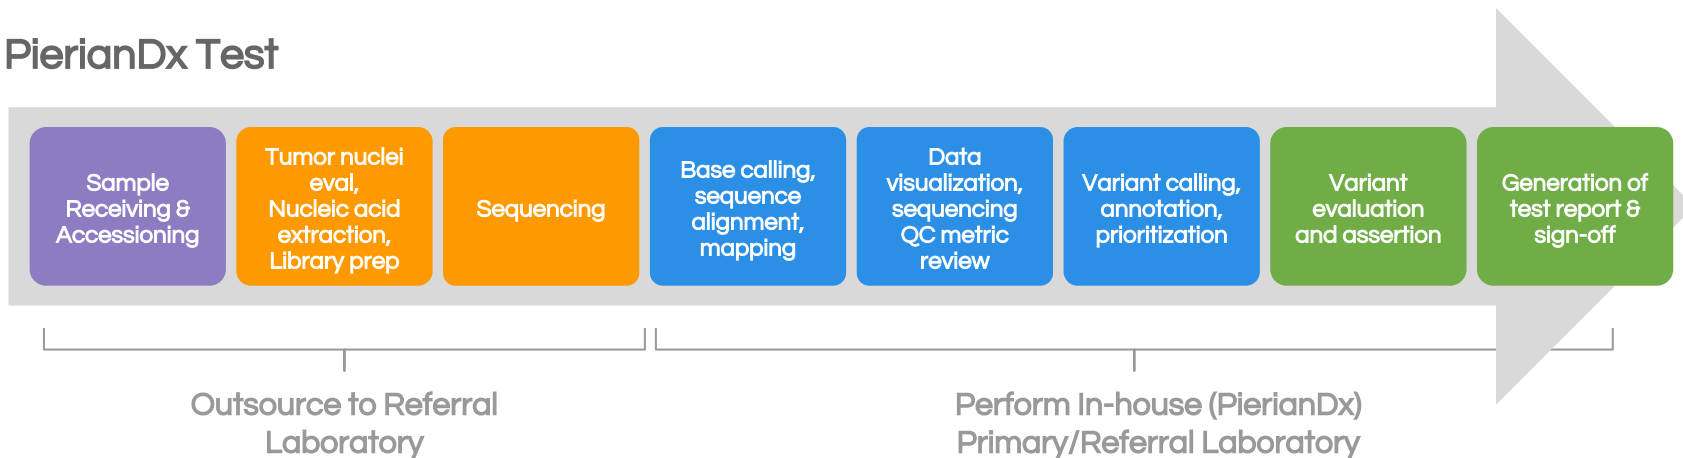 PierianDx Test
Sample
Receiving &
Accessioning
Tumor nuclei
eval,
Nucleic acid
extraction,
Library prep
Sequencing
Base calling,
sequence
alignment,
mapping
Data
visualization,
sequencing
QC metric
review
Variant calling,
annotation,
prioritization
Variant
evaluation
and assertion
Generation of
test report &
sign-off
Outsource to Referral
Laboratory
Perform In-house (PierianDx)
Primary/Referral Laboratory